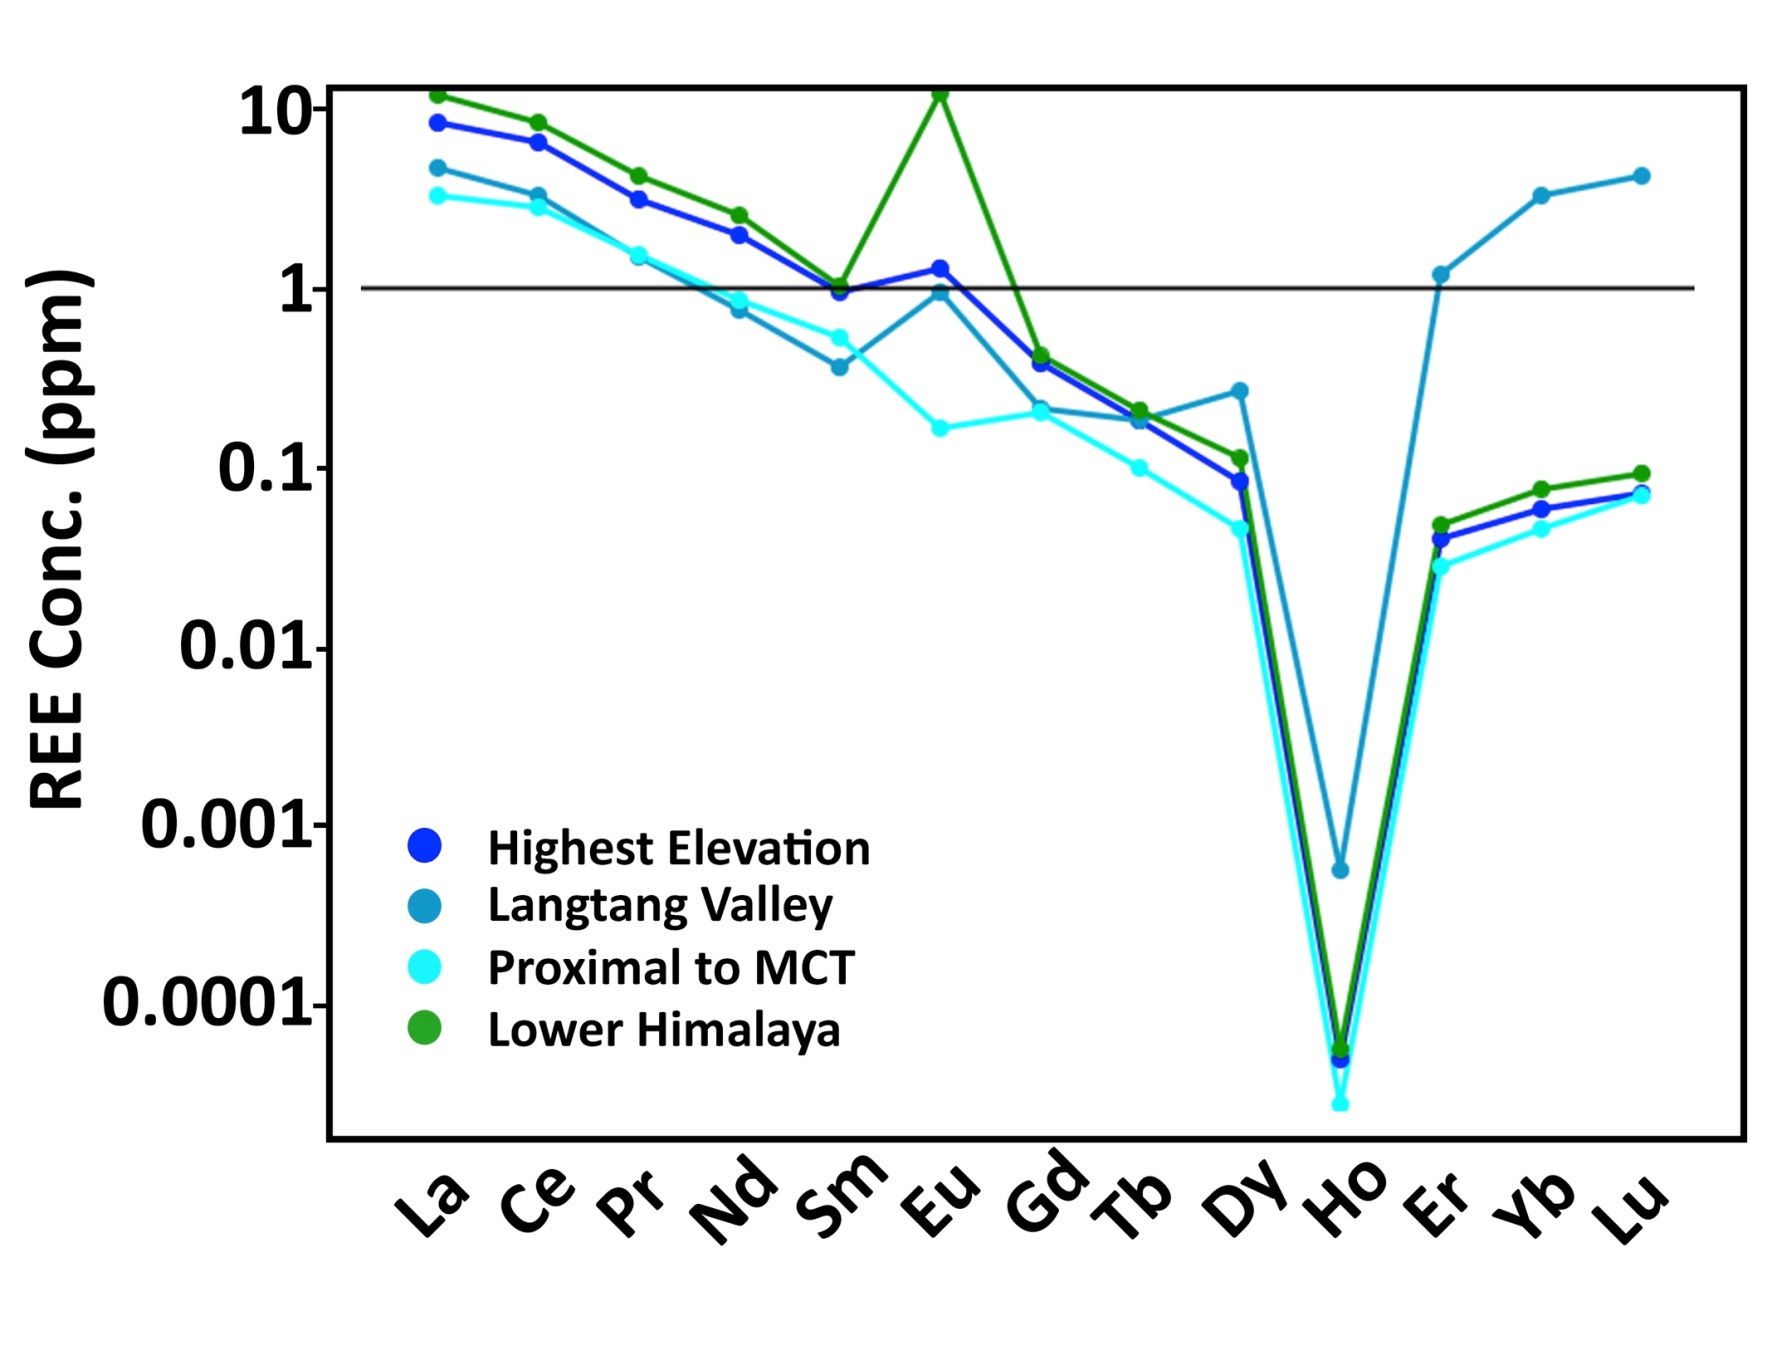 REE Conc. (ppm)
10
1
0.1
0.01
0.001
0.0001
Highest Elevation
Langtang Valley
Proximal to MCT
Lower Himalaya
La Ce Pr Nd Sm Eu Gd Tb Dy Ho Er Yb Lu